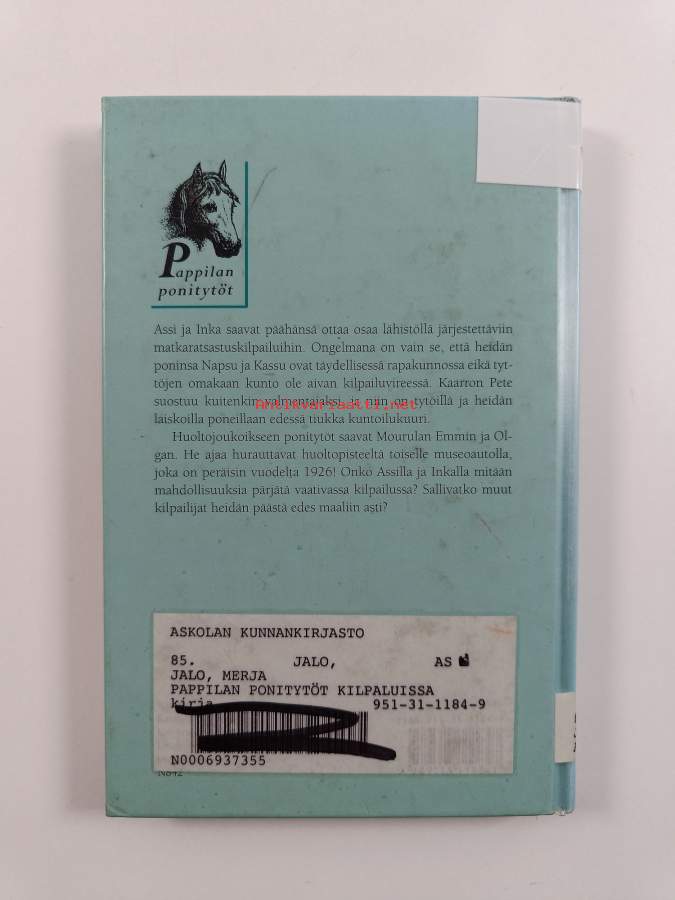 Pappilan
ponitytöt
Assi ja Inka saavat päähänsä ottaa osaa lähistöllä järjestettäviin
matkaratsastuskilpailuihin. Ongelmana on vain se, että heidän
poninsa Napsu ja Kassu ovat täydellisessä rapakunnossa eikä tyt-
töjen omakaan kunto ole aivan kilpailuvireessä. Kaarron Pete
suostuu kuitenkin valmentajaksi, ja niin on tytöillä ja heidän
laiskoilla poneillaan edessä tiukka kuntoilukuuri.
Antikvariaatti.net
Huoltojoukoikseen ponitytöt saavat Mourulan Emmin ja Ol-
gan. He ajaa hurauttavat huoltopisteeltä toiselle museoautolla,
joka on peräisin vuodelta 1926! Onko Assilla ja Inkalla mitään
mahdollisuuksia pärjätä vaativassa kilpailussa? Sallivatko muut
kilpailijat heidän päästä edes maaliin asti?
ASKOLAN KUNNANKIRJASTO
85. JALO, AS
JALO, MERJA
PAPPILAN PONITYTÖT KILPALUISSA
kirja 951-31-1184-9
N0006937355
N842